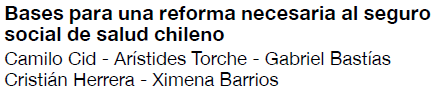 Bases para una reforma necesaria al seguro
social de salud chileno
Camilo Cid - Arístides Torche - Gabriel Bastías
Cristián Herrera - Ximena Barrios